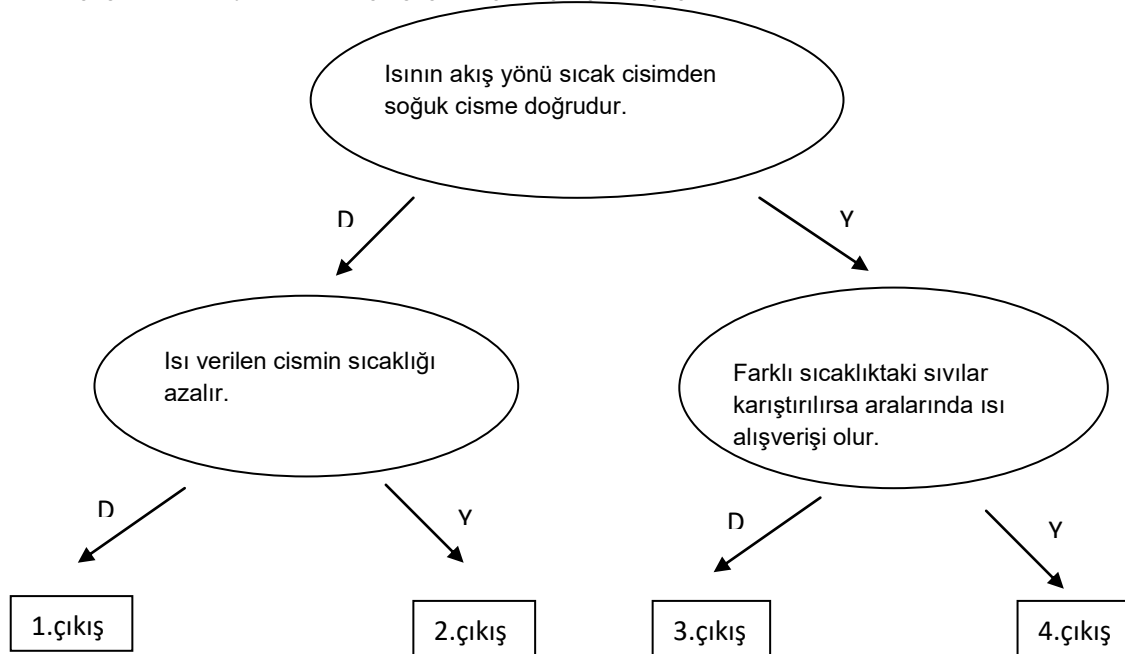 Isının akış yönü sıcak cisimden
soğuk cisme doğrudur.
D
Y
Isı verilen cismin sıcaklığı
azalır.
Farklı sıcaklıktaki sıvılar
karıştırılırsa aralarında ısı
alışverişi olur.
D
Y
D
Y
1.çıkış
2.çıkış
3.çıkış
4.çıkış